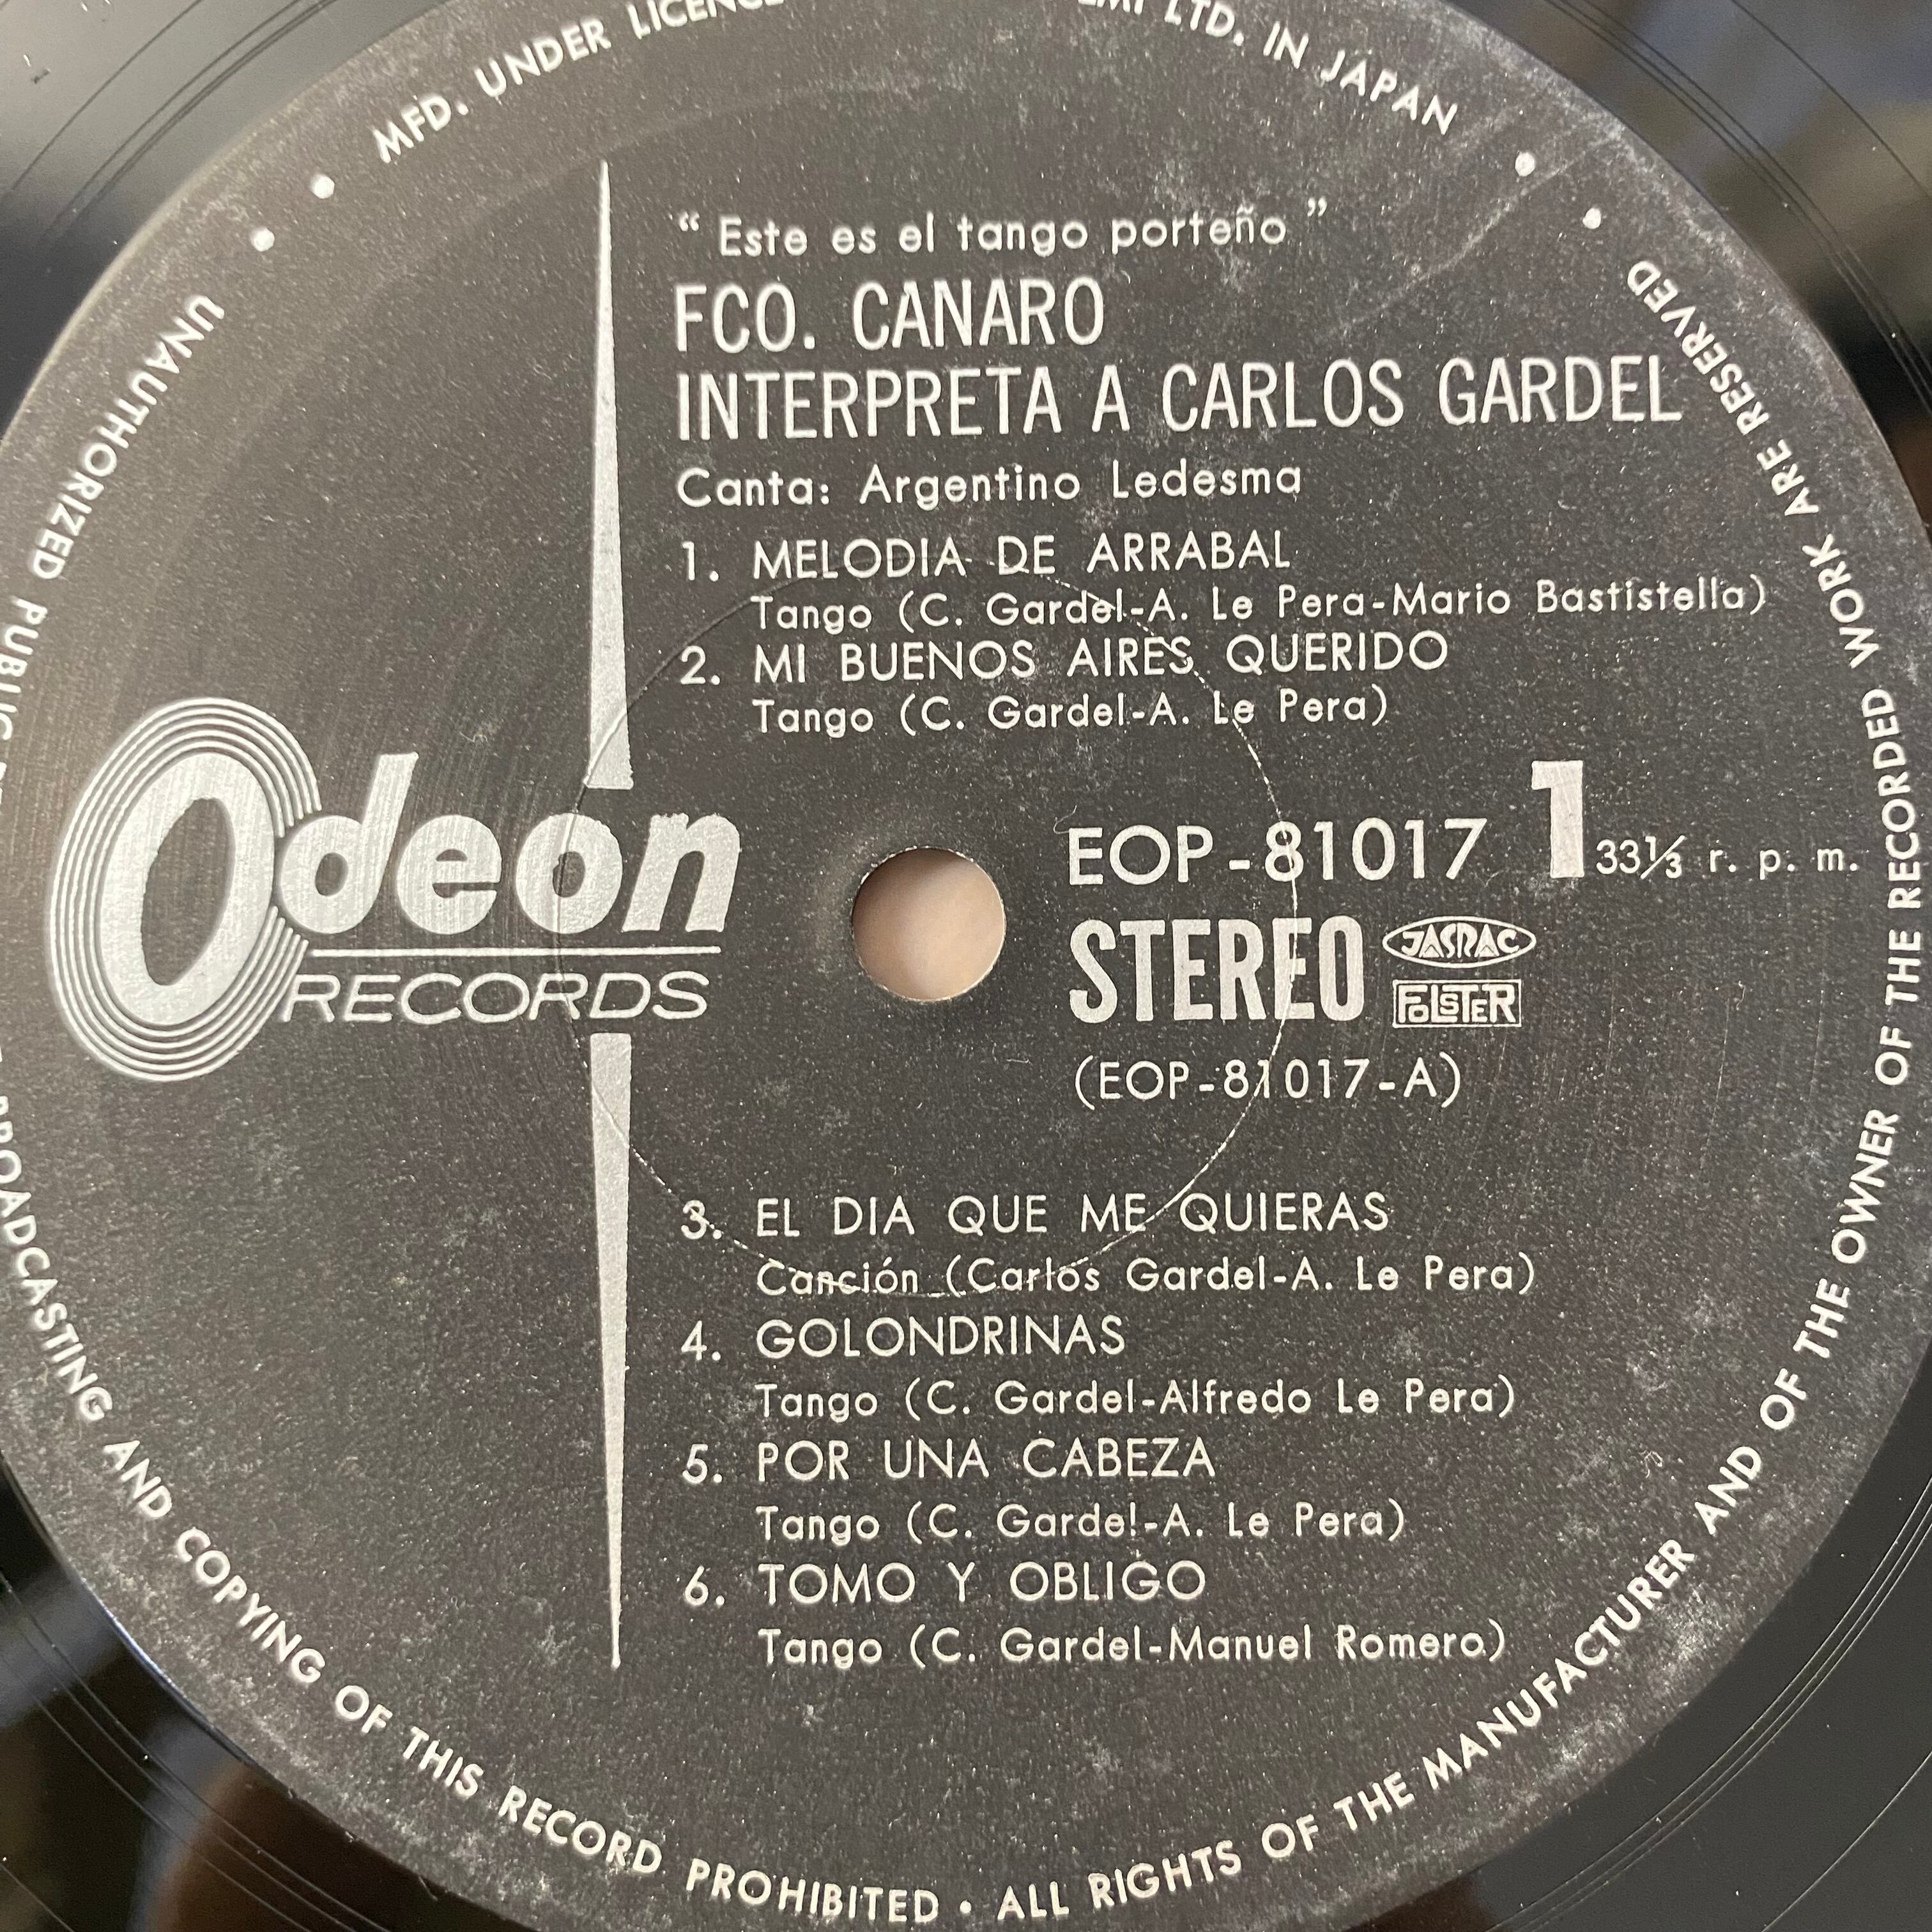 MFD. UNDER LICENCE
EMI LTD. IN JAPAN
“ Este es el tango porteño ”
FCO. CANARO
INTERPRETA A CARLOS GARDEL
Canta: Argentino Ledesma
1. MELODIA DE ARRABAL
Tango (C. Gardel-A. Le Pera-Mario Bastistella)
2. MI BUENOS AIRES QUERIDO
Tango (C. Gardel-A. Le Pera)
Odeon
RECORDS
EOP-81017 1 33⅓ r. p. m.
STEREO JASRAC
FOLSTER
(EOP-81017-A)
3. EL DIA QUE ME QUIERAS
Canción (Carlos Gardel-A. Le Pera)
4. GOLONDRINAS
Tango (C. Gardel-Alfredo Le Pera)
5. POR UNA CABEZA
Tango (C. Gardel-A. Le Pera)
6. TOMO Y OBLIGO
Tango (C. Gardel-Manuel Romero)
UNAUTHORIZED PUBLIC BROADCASTING AND COPYING OF THIS RECORD PROHIBITED • ALL RIGHTS OF THE MANUFACTURER AND OF THE OWNER OF THE RECORDED WORK ARE RESERVED